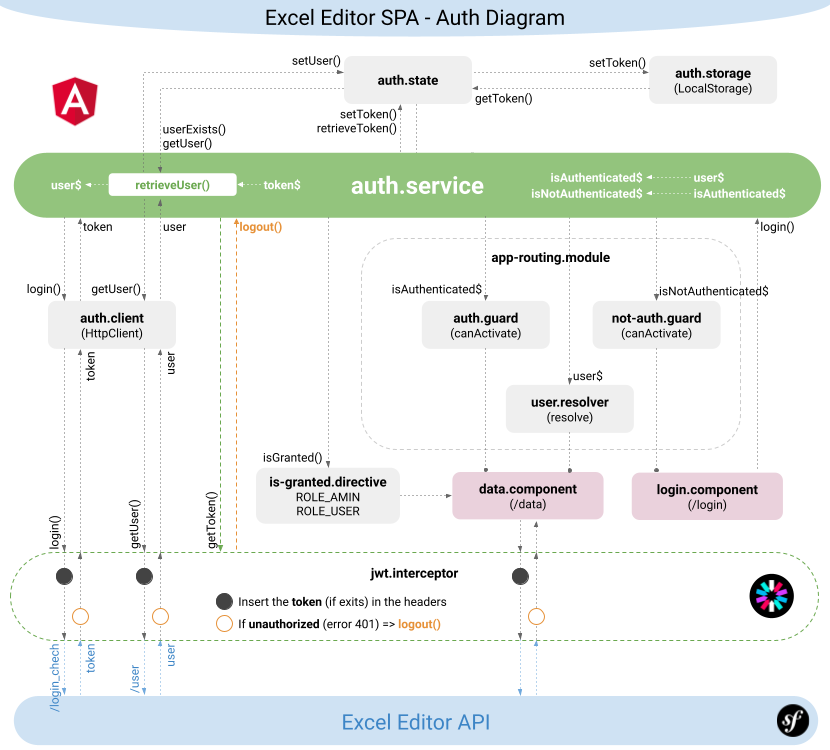 Excel Editor SPA - Auth Diagram
setUser()
auth.state
setToken()
auth.storage
(LocalStorage)
getToken()
setToken()
retrieveToken()
userExists()
getUser()
user$
retrieveUser()
token$
auth.service
isAuthenticated$
user$
isNotAuthenticated$
isAuthenticated$
token
user
logout()
login()
app-routing.module
login()
getUser()
isAuthenticated$
isNotAuthenticated$
auth.client
(HttpClient)
auth.guard
(canActivate)
not-auth.guard
(canActivate)
token
user
user$
user.resolver
(resolve)
isGranted()
is-granted.directive
ROLE_AMIN
ROLE_USER
data.component
(/data)
login.component
(/login)
login()
getUser()
getToken()
jwt.interceptor
Insert the token (if exits) in the headers
If unauthorized (error 401) => logout()
/login_chech
token
/user
user
Excel Editor API
sf